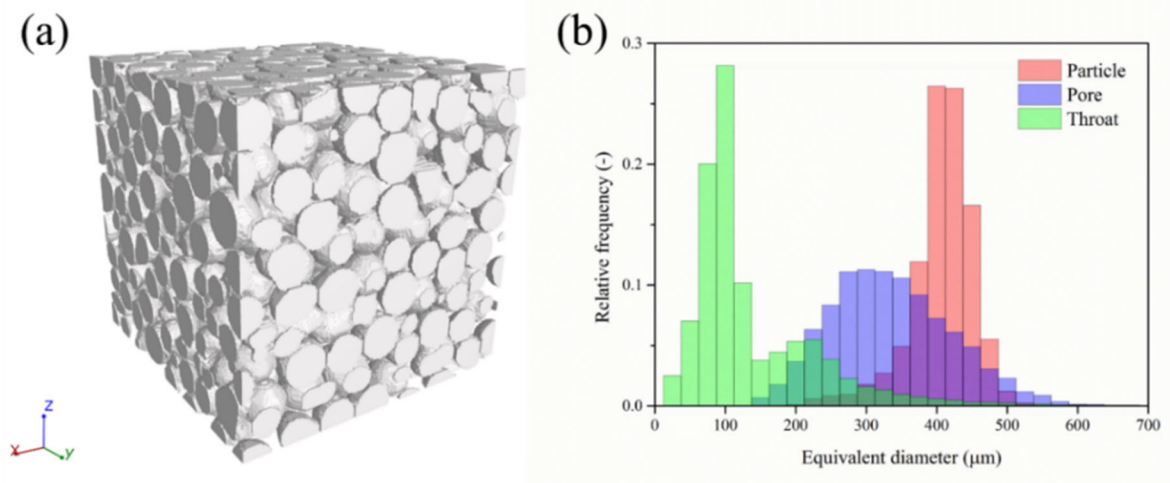 (a)
(b)
0.3
0.2
0.1
0.0
Relative frequency (-)
Particle
Pore
Throat
0 100 200 300 400 500 600 700
Equivalent diameter (μm)
z
x
y